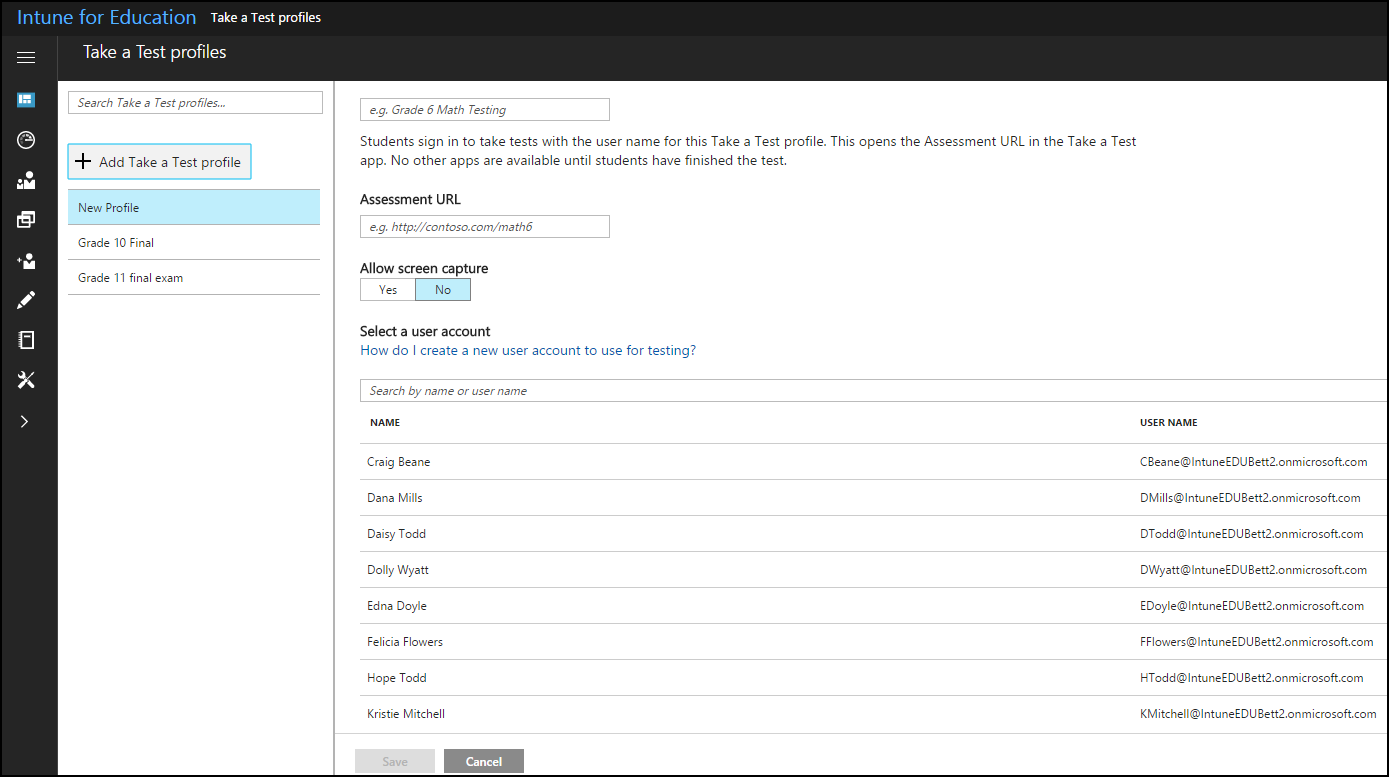 Intune for Education Take a Test profiles
Take a Test profiles
Search Take a Test profiles...
Add Take a Test profile
New Profile
Grade 10 Final
Grade 11 final exam
e.g. Grade 6 Math Testing
Students sign in to take tests with the user name for this Take a Test profile. This opens the Assessment URL in the Take a Test
app. No other apps are available until students have finished the test.
Assessment URL
e.g. http://contoso.com/math6
Allow screen capture
Yes No
Select a user account
How do I create a new user account to use for testing?
Search by name or user name
NAME USER NAME
Craig Beane CBeane@IntuneEDUBett2.onmicrosoft.com
Dana Mills DMills@IntuneEDUBett2.onmicrosoft.com
Daisy Todd DTodd@IntuneEDUBett2.onmicrosoft.com
Dolly Wyatt DWyatt@IntuneEDUBett2.onmicrosoft.com
Edna Doyle EDoyle@IntuneEDUBett2.onmicrosoft.com
Felicia Flowers FFlowers@IntuneEDUBett2.onmicrosoft.com
Hope Todd HTodd@IntuneEDUBett2.onmicrosoft.com
Kristie Mitchell KMitchell@IntuneEDUBett2.onmicrosoft.com
Save Cancel